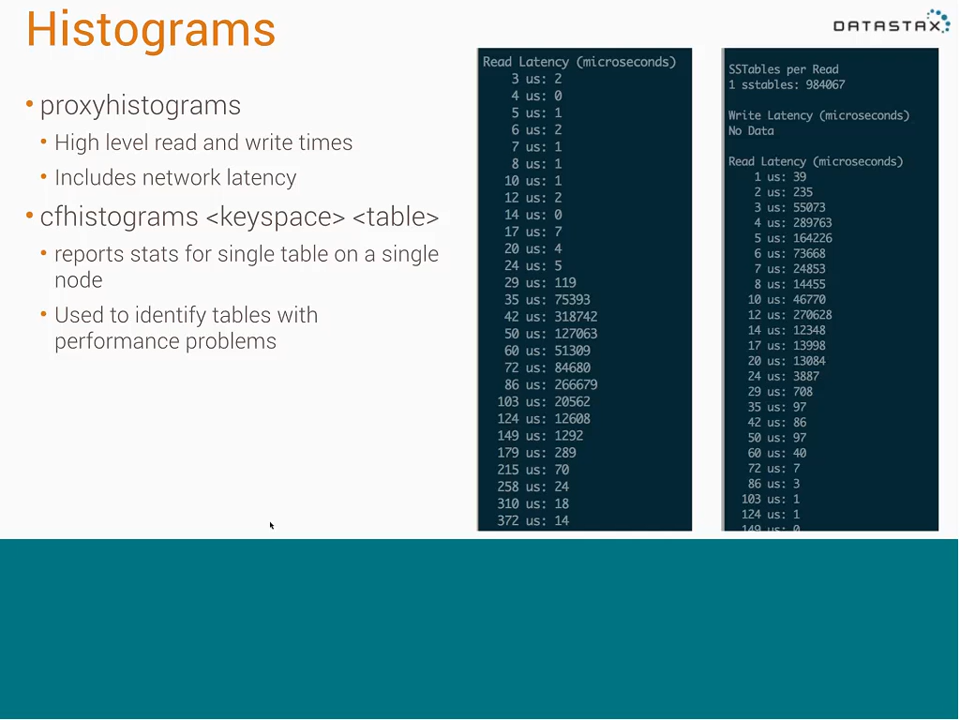 Histograms
DATASTAX
• proxyhistograms
• High level read and write times
• Includes network latency
• cfhistograms <keyspace> <table>
• reports stats for single table on a single
node
• Used to identify tables with
performance problems
Read Latency (microseconds)
3 us: 2
4 us: 0
5 us: 1
6 us: 2
7 us: 1
8 us: 1
10 us: 1
12 us: 2
14 us: 0
17 us: 7
20 us: 4
24 us: 5
29 us: 119
35 us: 75393
42 us: 318742
50 us: 127063
60 us: 51309
72 us: 84680
86 us: 266679
103 us: 20562
124 us: 12608
149 us: 1292
179 us: 289
215 us: 70
258 us: 24
310 us: 18
372 us: 14
SSTables per Read
1 sstables: 984067
Write Latency (microseconds)
No Data
Read Latency (microseconds)
1 us: 39
2 us: 235
3 us: 55073
4 us: 289763
5 us: 164226
6 us: 73668
7 us: 24853
8 us: 14455
10 us: 46770
12 us: 270628
14 us: 12348
17 us: 13998
20 us: 13084
24 us: 3887
29 us: 708
35 us: 97
42 us: 86
50 us: 97
60 us: 40
72 us: 7
86 us: 3
103 us: 1
124 us: 1
149 us: 0